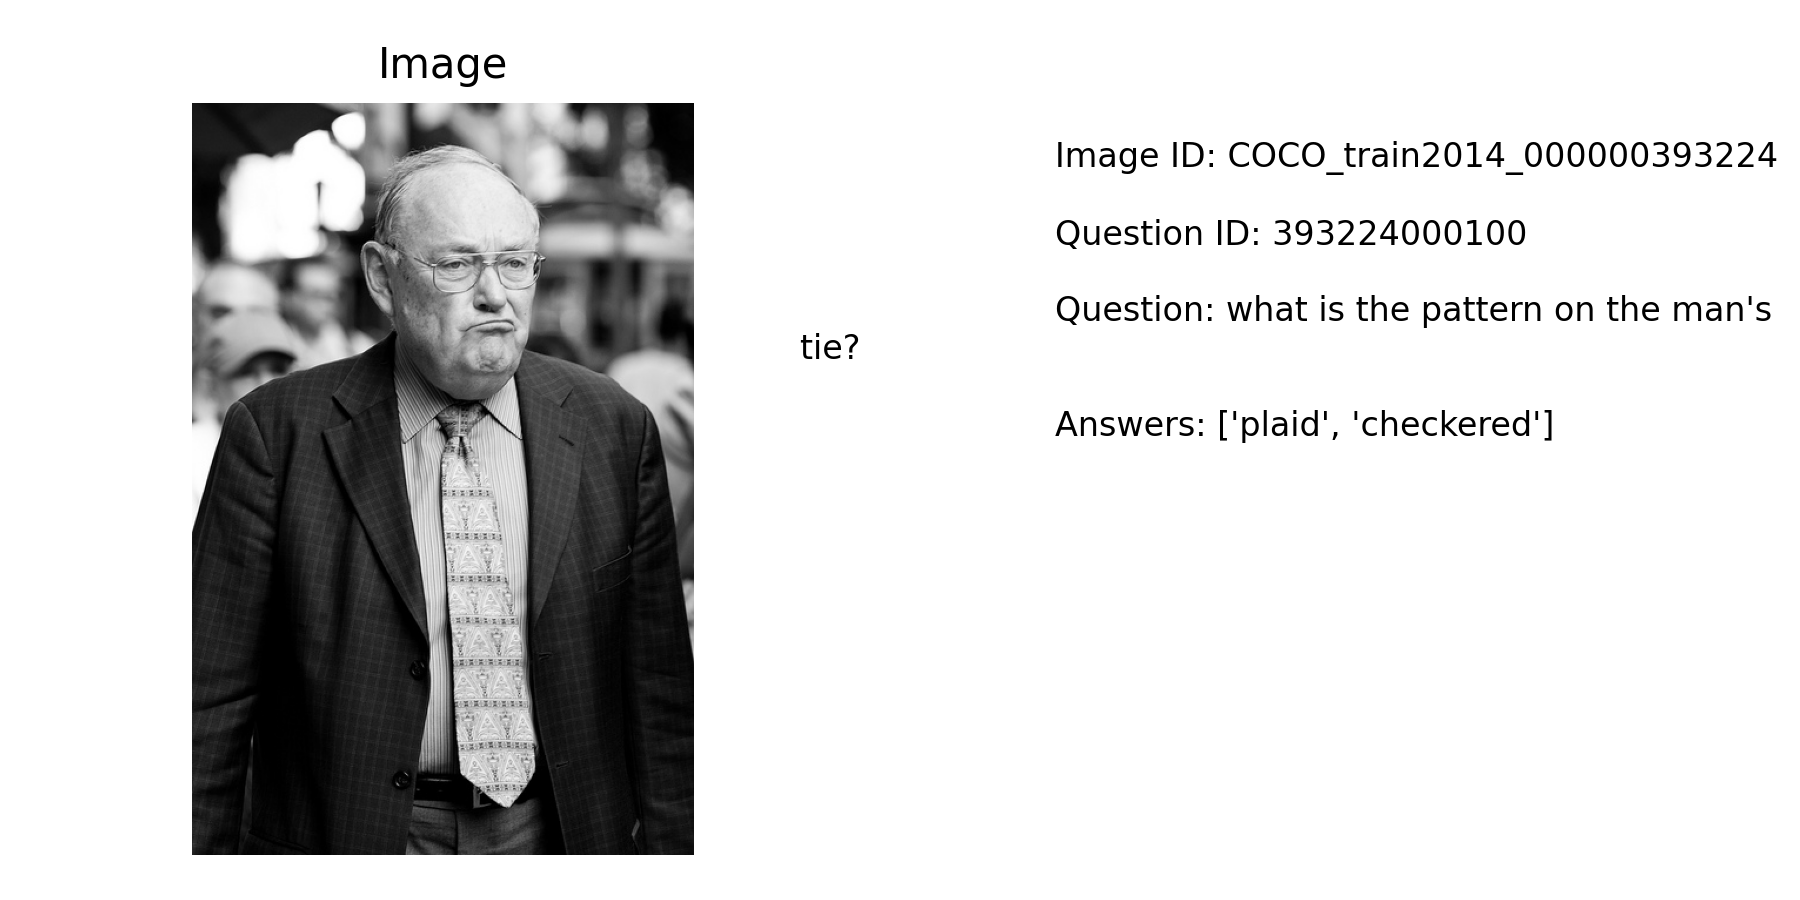 Image
Image ID: COCO_train2014_000000393224
Question ID: 393224000100
Question: what is the pattern on the man's
tie?
Answers: ['plaid', 'checkered']